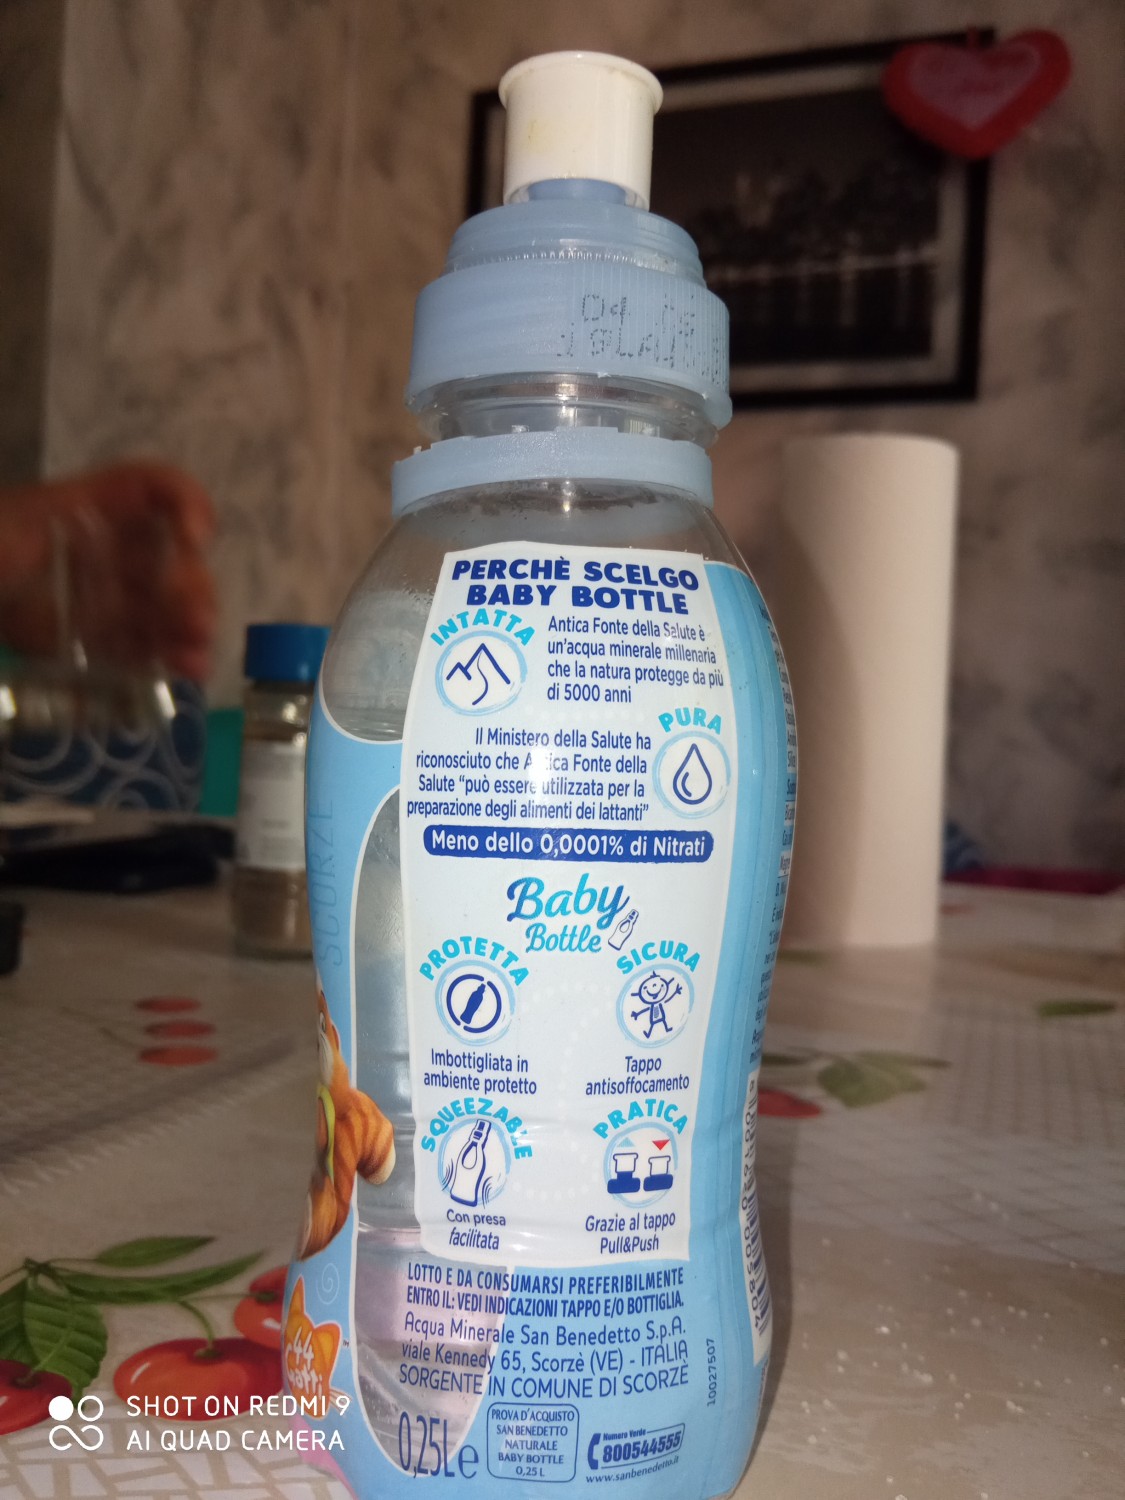 04
PERCHÈ SCELGO
BABY BOTTLE
INTATTA
Antica Fonte della Salute è
un'acqua minerale millenaria
che la natura protegge da più
di 5000 anni
PURA
Il Ministero della Salute ha
riconosciuto che Antica Fonte della
Salute "può essere utilizzata per la
preparazione degli alimenti dei lattanti"
Meno dello 0,0001% di Nitrati
Baby
Bottle
PROTETTA
Imbottigliata in
ambiente protetto
SICURA
Tappo
antisoffocamento
SQUEEZABLE
Con presa
facilitata
PRATICA
Grazie al tappo
Pull&Push
LOTTO E DA CONSUMARSI PREFERIBILMENTE
ENTRO IL: VEDI INDICAZIONI TAPPO E/O BOTTIGLIA.
Acqua Minerale San Benedetto S.p.A.
viale Kennedy 65, Scorzè (VE) - ITALIA
SORGENTE IN COMUNE DI SCORZÈ
10027507
44
Gatti
0,25L e
PROVA D'ACQUISTO
SAN BENEDETTO
NATURALE
BABY BOTTLE
0,25 L
Numero Verde
800544555
www.sanbenedetto.it
SHOT ON REDMI 9
AI QUAD CAMERA